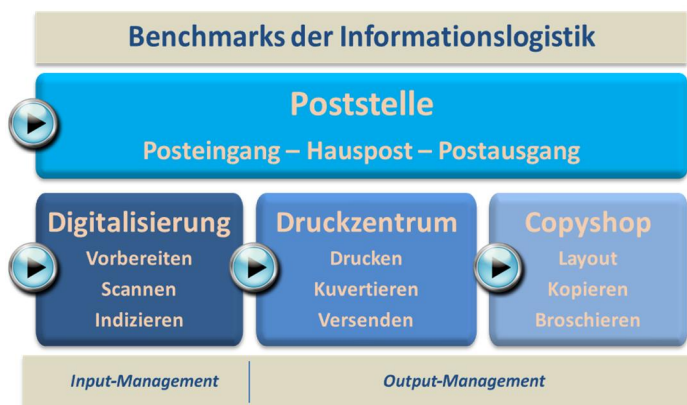 Benchmarks der Informationslogistik
Poststelle
Posteingang – Hauspost – Postausgang
Digitalisierung
Vorbereiten
Scannen
Indizieren
Druckzentrum
Drucken
Kuvertieren
Versenden
Copyshop
Layout
Kopieren
Broschieren
Input-Management
Output-Management